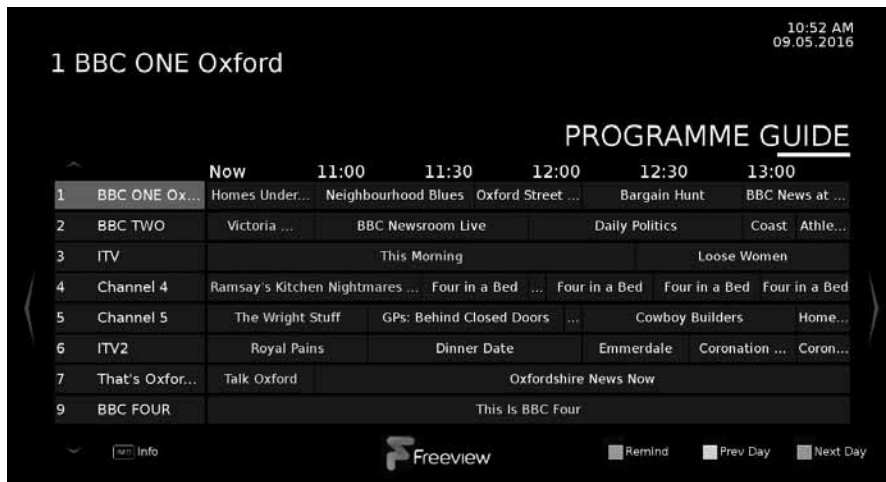 10:52 AM
09.05.2016
1 BBC ONE Oxford
PROGRAMME GUIDE
Now 11:00 11:30 12:00 12:30 13:00
1 BBC ONE Ox... Homes Under... Neighbourhood Blues Oxford Street ... Bargain Hunt BBC News at ...
2 BBC TWO Victoria ... BBC Newsroom Live Daily Politics Coast Athle...
3 ITV This Morning Loose Women
4 Channel 4 Ramsay's Kitchen Nightmares ... Four in a Bed ... Four in a Bed Four in a Bed Four in a Bed
5 Channel 5 The Wright Stuff GPs: Behind Closed Doors ... Cowboy Builders Home...
6 ITV2 Royal Pains Dinner Date Emmerdale Coronation ... Coron...
7 That's Oxfor... Talk Oxford Oxfordshire News Now
9 BBC FOUR This Is BBC Four
Info Freeview Remind Prev Day Next Day